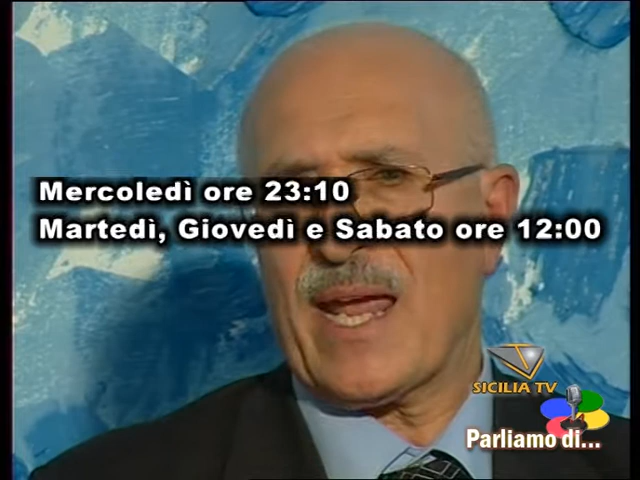 Mercoledì ore 23:10
Martedì, Giovedì e Sabato ore 12:00
SICILIA TV
Parliamo di...